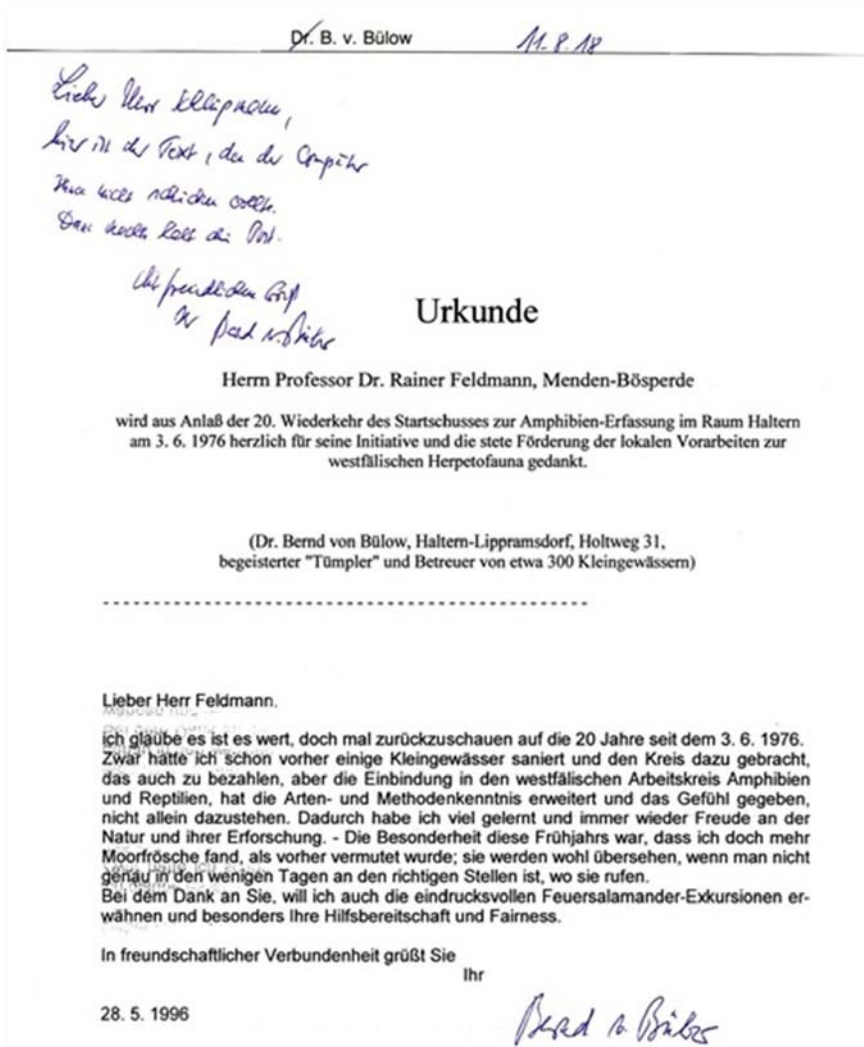 Dr. B. v. Bülow 11.8.18
Lieber Herr
hier ist der Text, den der Computer
nicht schicken wollte.
Dann doch halt die Post.
Mit freundlichem Gruß
Ihr Bernd v. Bülow
Urkunde
Herrn Professor Dr. Rainer Feldmann, Menden-Bösperde
wird aus Anlaß der 20. Wiederkehr des Startschusses zur Amphibien-Erfassung im Raum Haltern
am 3. 6. 1976 herzlich für seine Initiative und die stete Förderung der lokalen Vorarbeiten zur
westfälischen Herpetofauna gedankt.
(Dr. Bernd von Bülow, Haltern-Lippramsdorf, Holtweg 31,
begeisterter "Tümpler" und Betreuer von etwa 300 Kleingewässern)
Lieber Herr Feldmann,
ich glaube es ist es wert, doch mal zurückzuschauen auf die 20 Jahre seit dem 3. 6. 1976.
Zwar hatte ich schon vorher einige Kleingewässer saniert und den Kreis dazu gebracht,
das auch zu bezahlen, aber die Einbindung in den westfälischen Arbeitskreis Amphibien
und Reptilien, hat die Arten- und Methodenkenntnis erweitert und das Gefühl gegeben,
nicht allein dazustehen. Dadurch habe ich viel gelernt und immer wieder Freude an der
Natur und ihrer Erforschung. - Die Besonderheit diese Frühjahrs war, dass ich doch mehr
Moorfrösche fand, als vorher vermutet wurde; sie werden wohl übersehen, wenn man nicht
genau in den wenigen Tagen an den richtigen Stellen ist, wo sie rufen.
Bei dem Dank an Sie, will ich auch die eindrucksvollen Feuersalamander-Exkursionen er-
wähnen und besonders Ihre Hilfsbereitschaft und Fairness.
In freundschaftlicher Verbundenheit grüßt Sie
Ihr
28. 5. 1996
Bernd v. Bülow